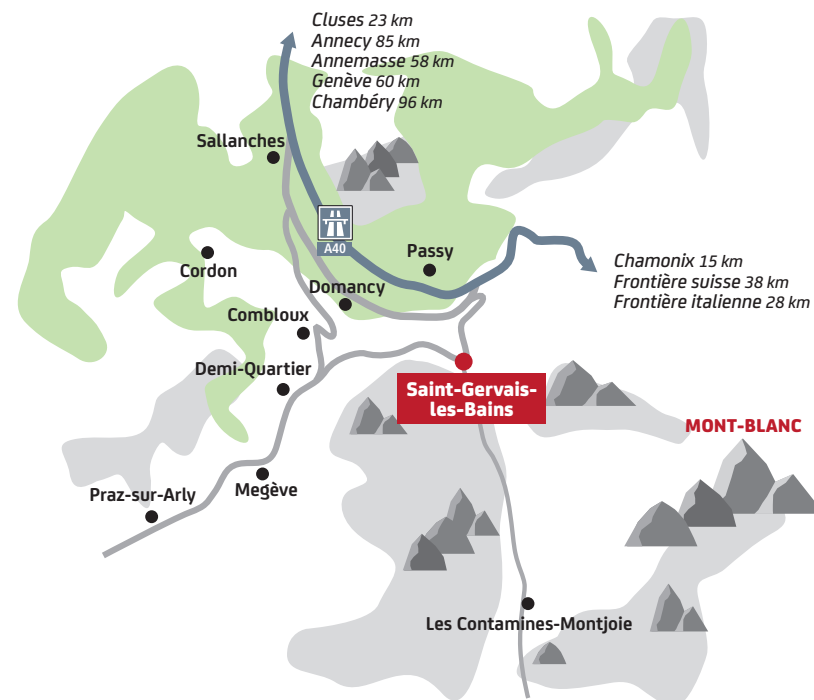 Cluses 23 km
Annecy 85 km
Annemasse 58 km
Genève 60 km
Chambéry 96 km
Sallanches
A40
Passy
Cordon
Chamonix 15 km
Frontière suisse 38 km
Frontière italienne 28 km
Domancy
Combloux
Demi-Quartier
Saint-Gervais-
les-Bains
MONT-BLANC
Megève
Praz-sur-Arly
Les Contamines-Montjoie